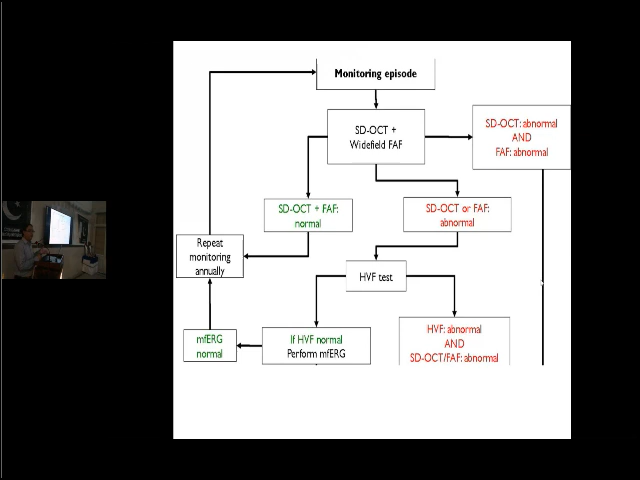 Monitoring episode
SD-OCT +
Widefield FAF
SD-OCT: abnormal
AND
FAF: abnormal
SD-OCT + FAF:
normal
SD-OCT or FAF:
abnormal
Repeat
monitoring
annually
HVF test
mfERG
normal
If HVF normal
Perform mfERG
HVF: abnormal
AND
SD-OCT/FAF: abnormal